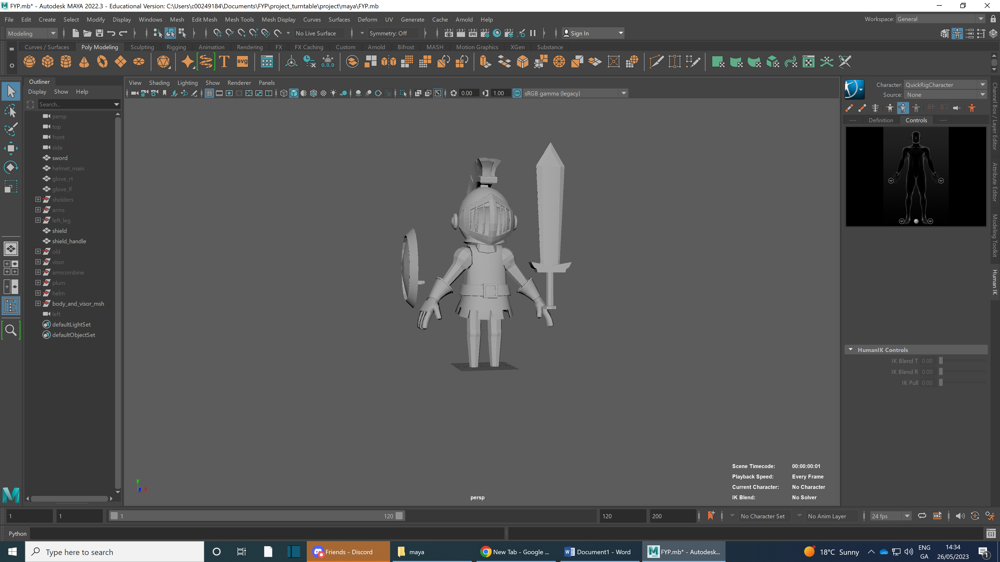 FYP.mb* - Autodesk MAYA 2022.3 - Educational Version: C:\Users\c00249184\Documents\FYP\project_turntable\project\maya\FYP.mb
File Edit Create Select Modify Display Windows Mesh Edit Mesh Mesh Tools Mesh Display Curves Surfaces Deform UV Generate Cache Arnold Help
Workspace: General
Modeling No Live Surface Symmetry: Off IPR Sign In
Curves / Surfaces Poly Modeling Sculpting Rigging Animation Rendering FX FX Caching Custom Arnold Bifrost MASH Motion Graphics XGen Substance
T svg 0,0,0
Outliner
Display Show Help
Search...
persp
top
front
side
sword
helmet_main
glove_rt
glove_lf
sholders
arms
left_leg
shield
shield_handle
old
visor
armcombine
plum
helm
body_and_visor_msh
left
defaultLightSet
defaultObjectSet
View Shading Lighting Show Renderer Panels
0.00 1.00 ON sRGB gamma (legacy)
y
z x
persp
Scene Timecode: 00:00:00:01
Playback Speed: Every Frame
Current Character: No Character
IK Blend: No Solver
Character: QuickRigCharacter
Source: None
--- Definition Controls ---
HumanIK Controls
IK Blend T 0.00
IK Blend R 0.00
IK Pull 0.00
Channel Box / Layer Editor
Attribute Editor
Modeling Toolkit
Human IK
1 1 1 120 120 200 No Character Set No Anim Layer 24 fps
Python
Type here to search Friends - Discord maya New Tab - Google ... Document1 - Word FYP.mb* - Autodesk... 18°C Sunny ENG GA 14:34 26/05/2023 1